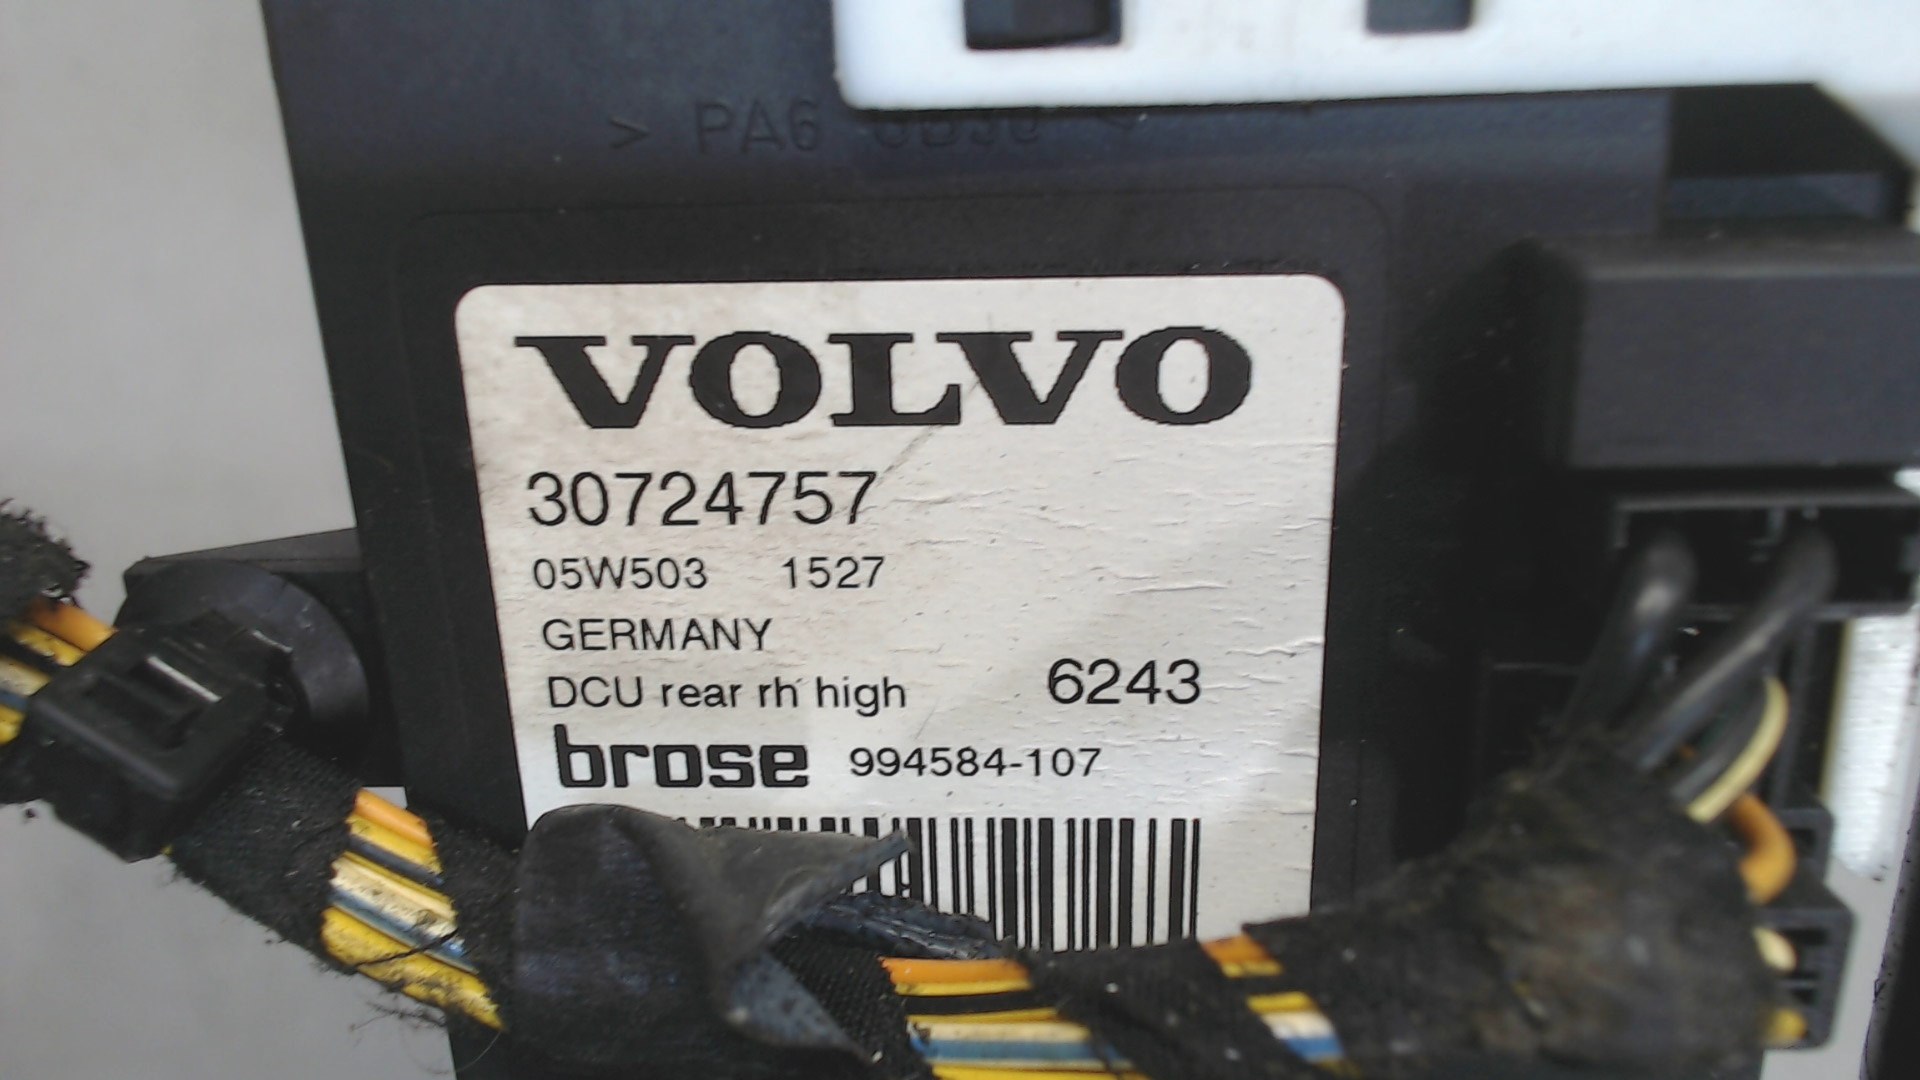 > PA6
VOLVO
30724757
05W503 1527
GERMANY
DCU rear rh high 6243
brose 994584-107